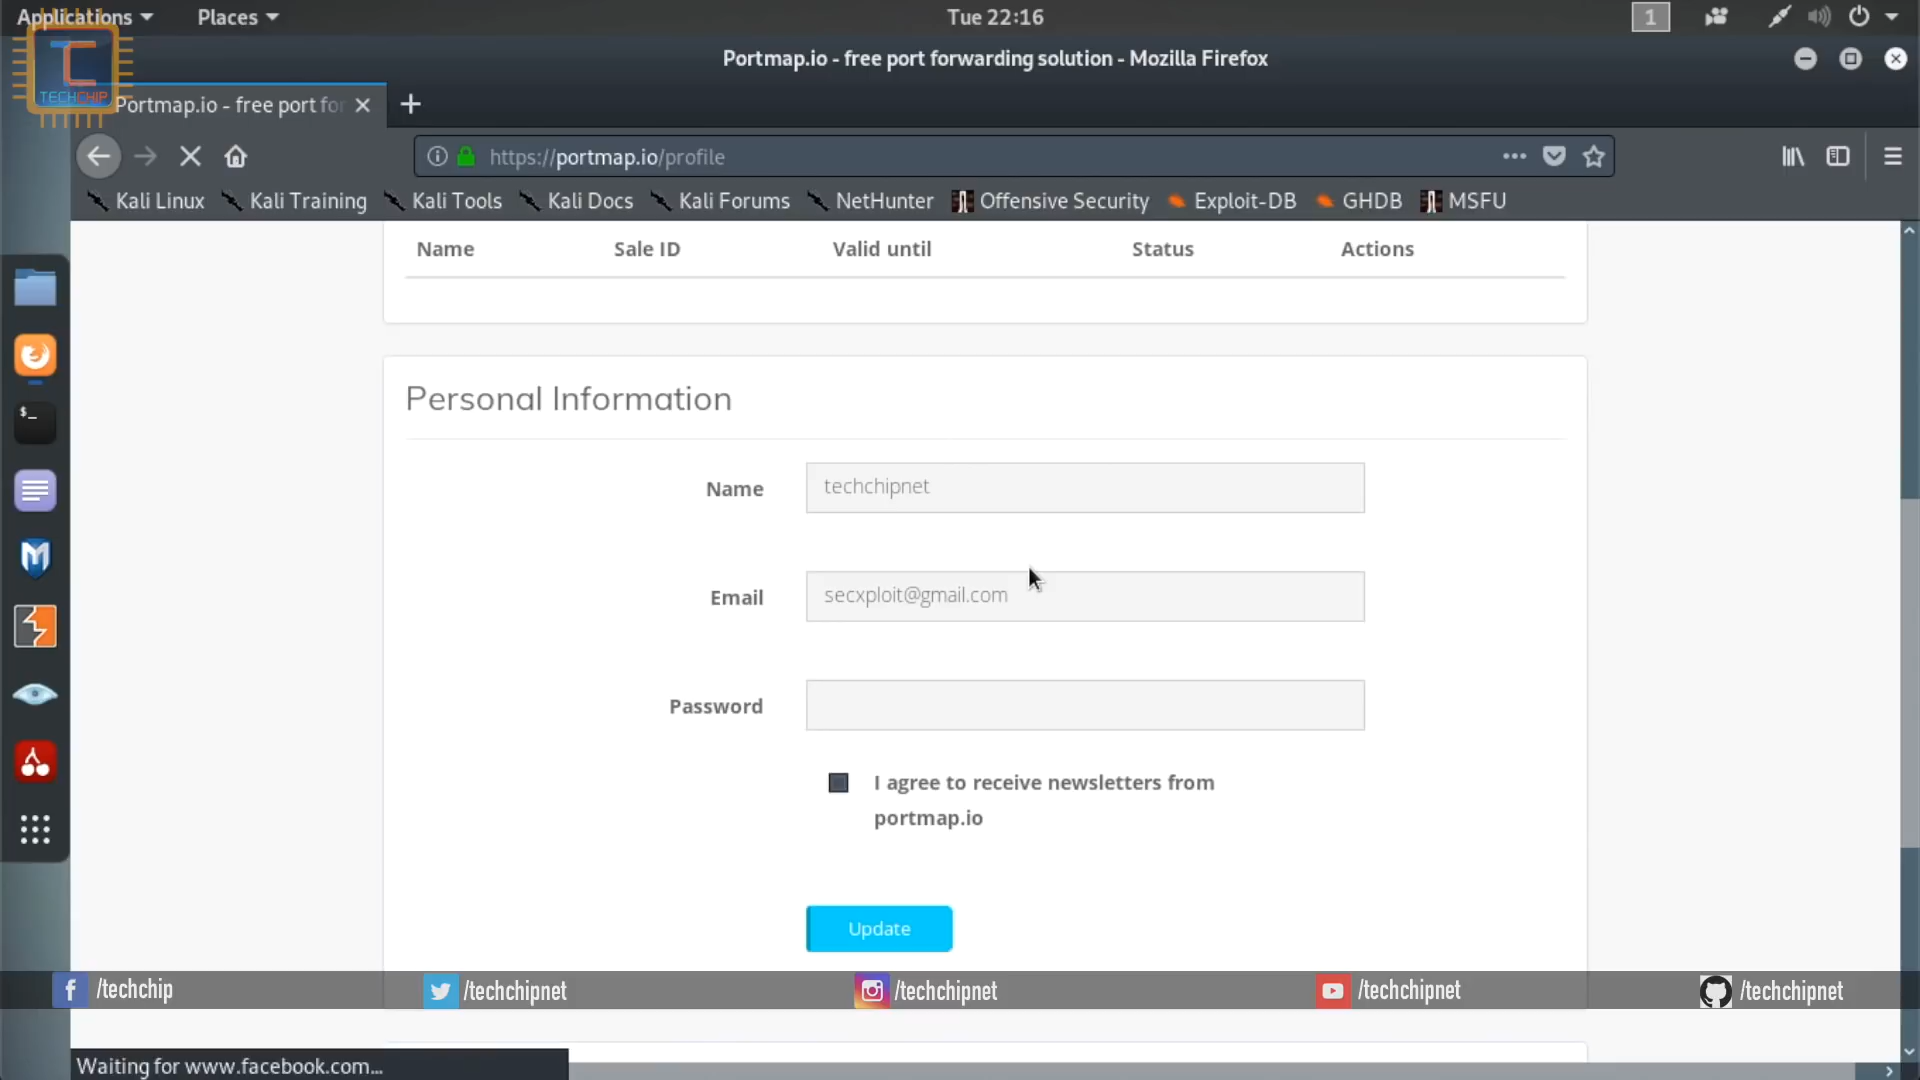 Applications
Places
Tue 22:16
1
Portmap.io - free port forwarding solution - Mozilla Firefox
TC
TECHCHIP
Portmap.io - free port for
https://portmap.io/profile
Kali Linux
Kali Training
Kali Tools
Kali Docs
Kali Forums
NetHunter
Offensive Security
Exploit-DB
GHDB
MSFU
Name
Sale ID
Valid until
Status
Actions
Personal Information
Name
techchipnet
Email
secxploit@gmail.com
Password
I agree to receive newsletters from
portmap.io
Update
/techchip
/techchipnet
/techchipnet
/techchipnet
/techchipnet
Waiting for www.facebook.com...